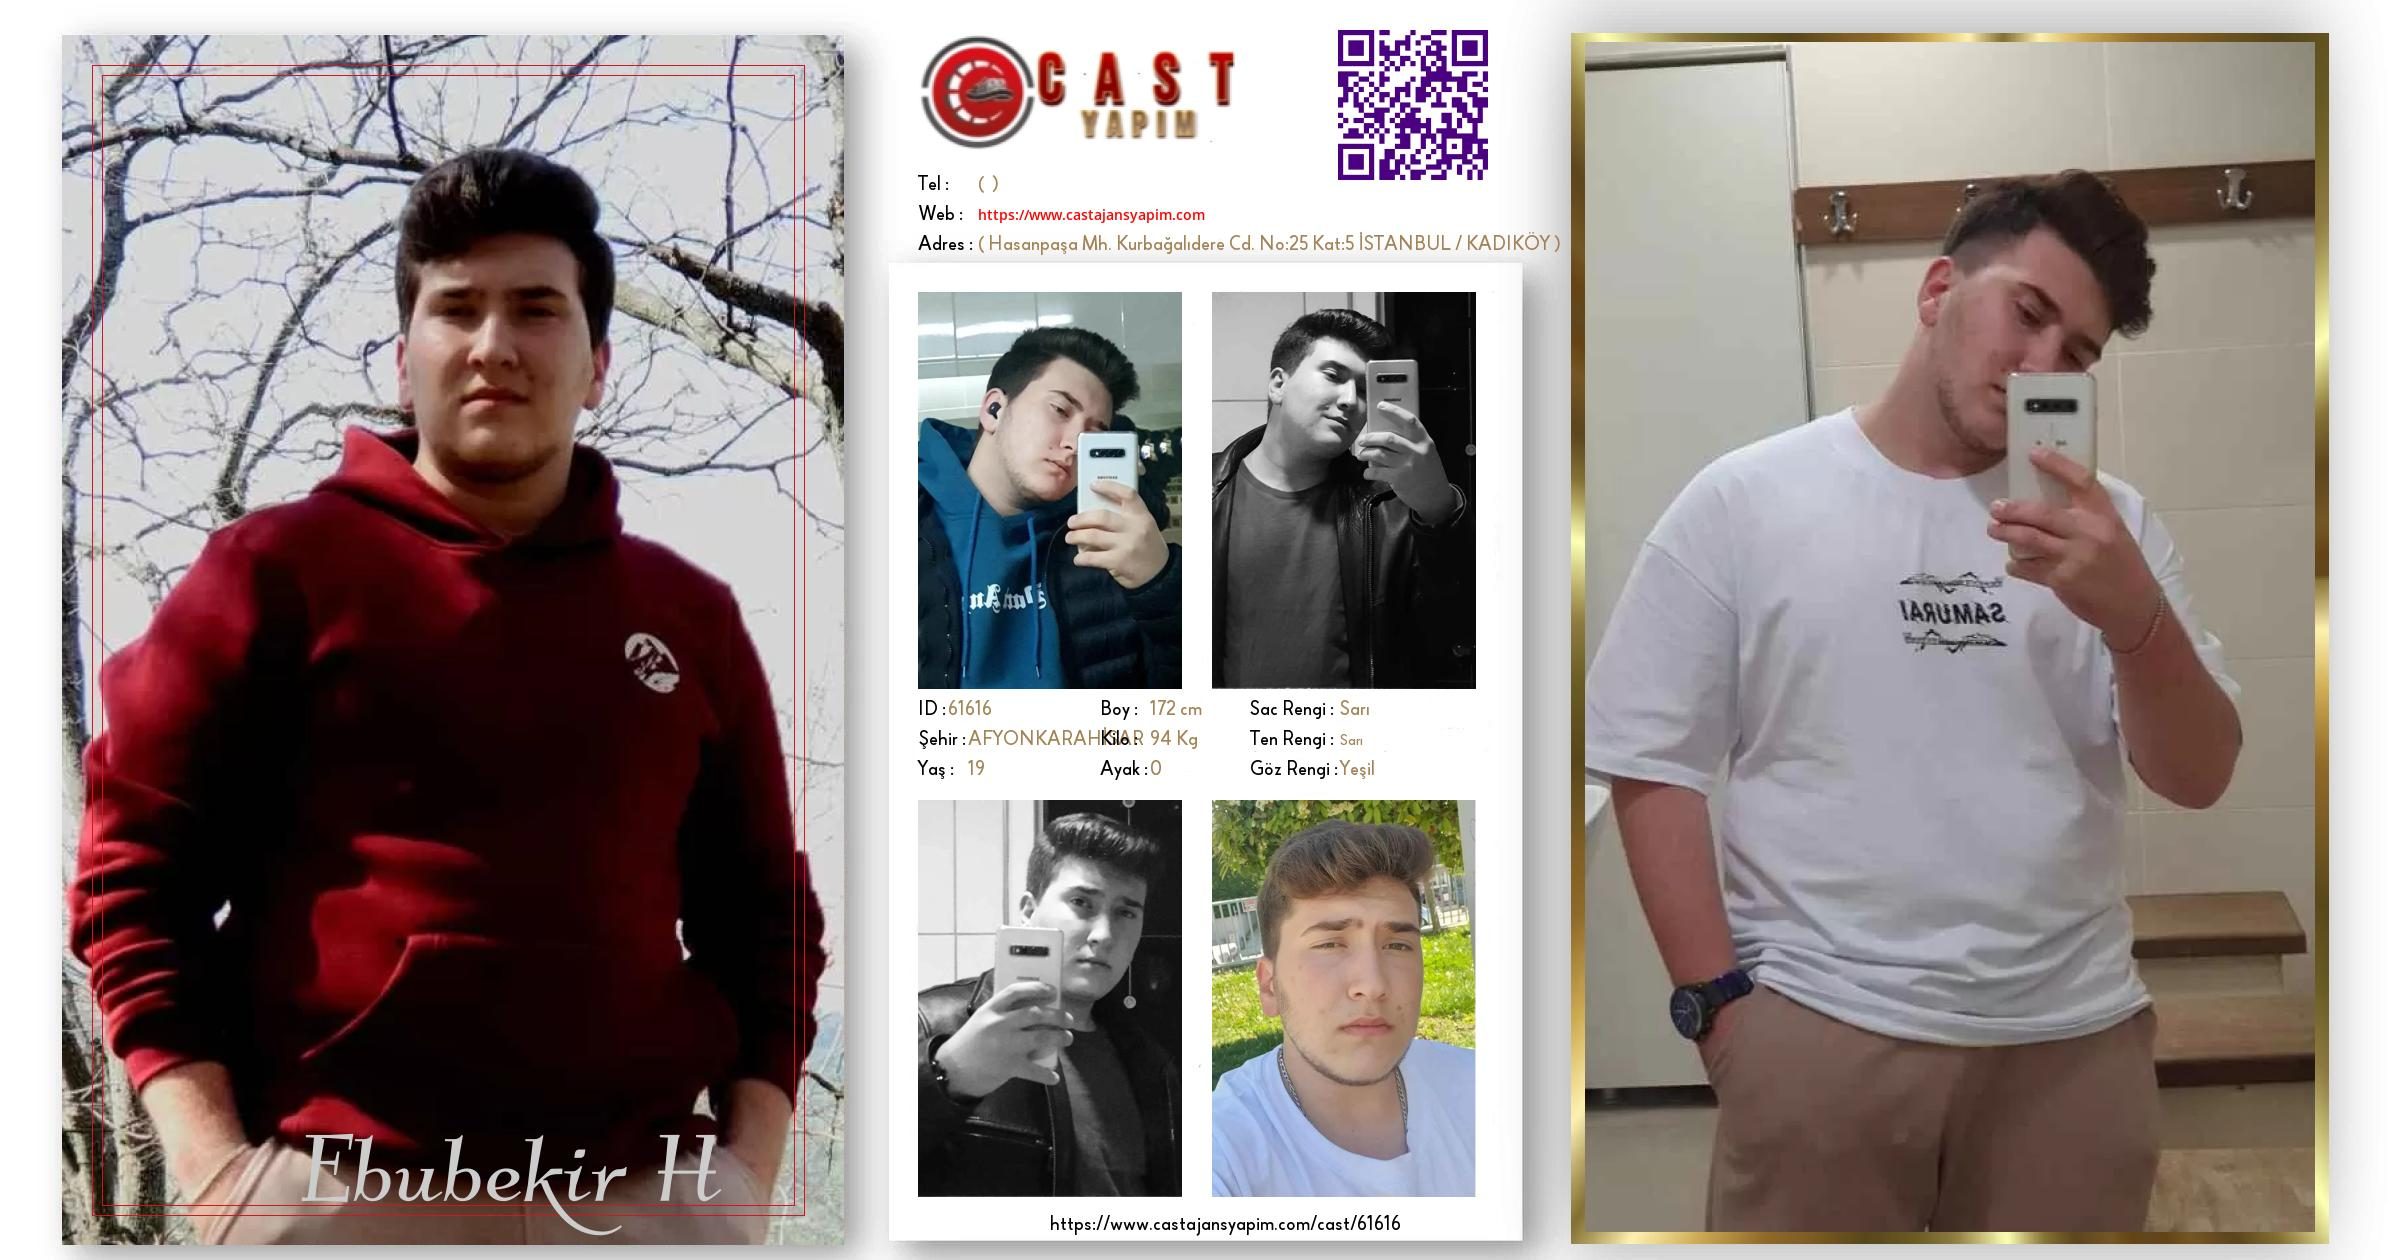 CAST
YAPIM
Tel : ( )
Web : https://www.castajansyapim.com
Adres : ( Hasanpaşa Mh. Kurbağalıdere Cd. No:25 Kat:5 İSTANBUL / KADIKÖY )
SAMURAI
ID : 61616 Boy : 172 cm Sac Rengi : Sarı
Şehir : AFYONKARAHİSAR Kilo : 94 Kg Ten Rengi : Sarı
Yaş : 19 Ayak : 0 Göz Rengi : Yeşil
Ebubekir H
https://www.castajansyapim.com/cast/61616